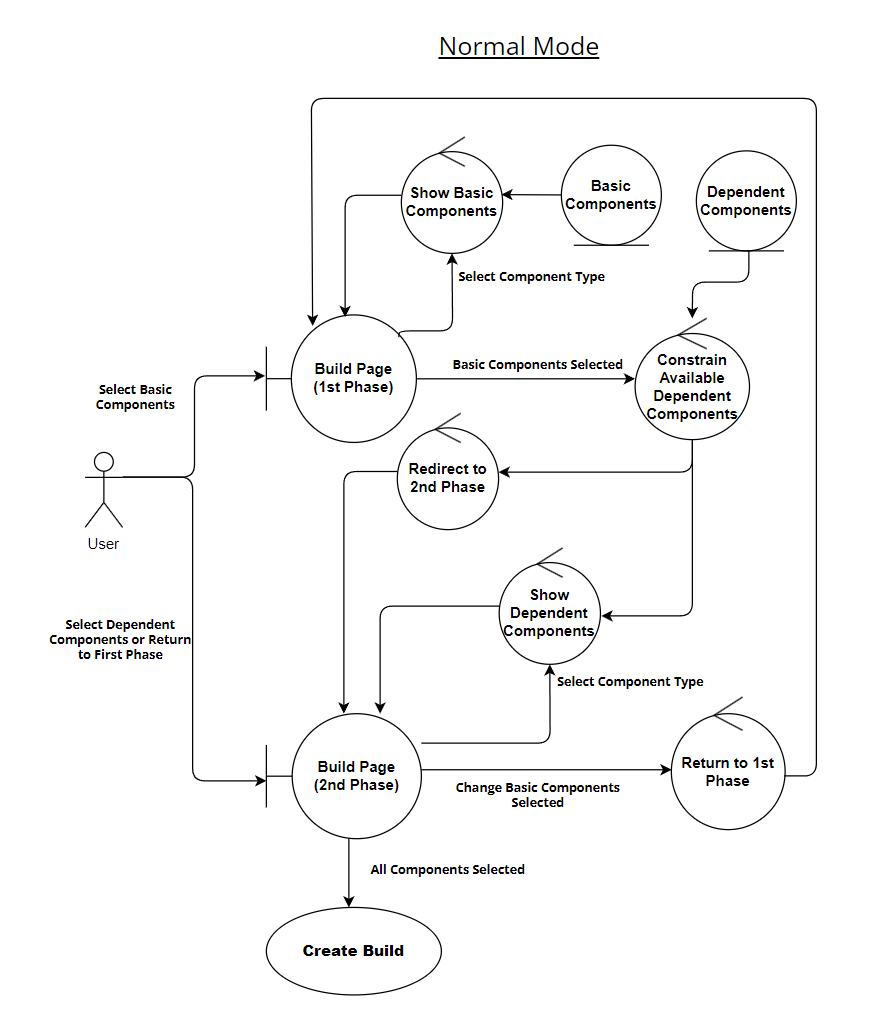 Normal Mode
Show Basic
Components
Basic
Components
Dependent
Components
Select Component Type
Build Page
(1st Phase)
Basic Components Selected
Constrain
Available
Dependent
Components
Select Basic
Components
Redirect to
2nd Phase
User
Show
Dependent
Components
Select Dependent
Components or Return
to First Phase
Select Component Type
Build Page
(2nd Phase)
Return to 1st
Phase
Change Basic Components
Selected
All Components Selected
Create Build